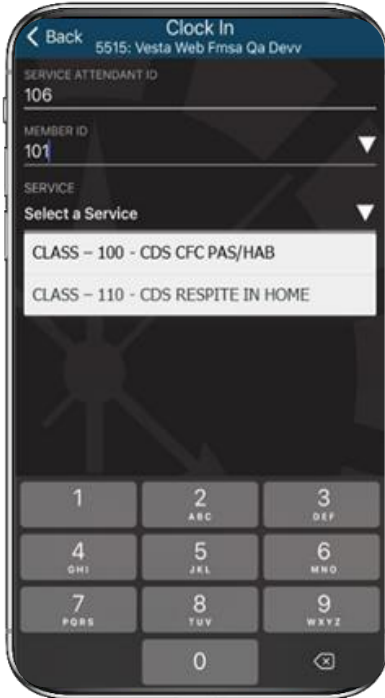 Back
Clock In
5515: Vesta Web Fmsa Qa Devv
SERVICE ATTENDANT ID
106
MEMBER ID
101
SERVICE
Select a Service
CLASS – 100 - CDS CFC PAS/HAB
CLASS – 110 - CDS RESPITE IN HOME
1
2
ABC
3
DEF
4
GHI
5
JKL
6
MNO
7
PQRS
8
TUV
9
WXYZ
0